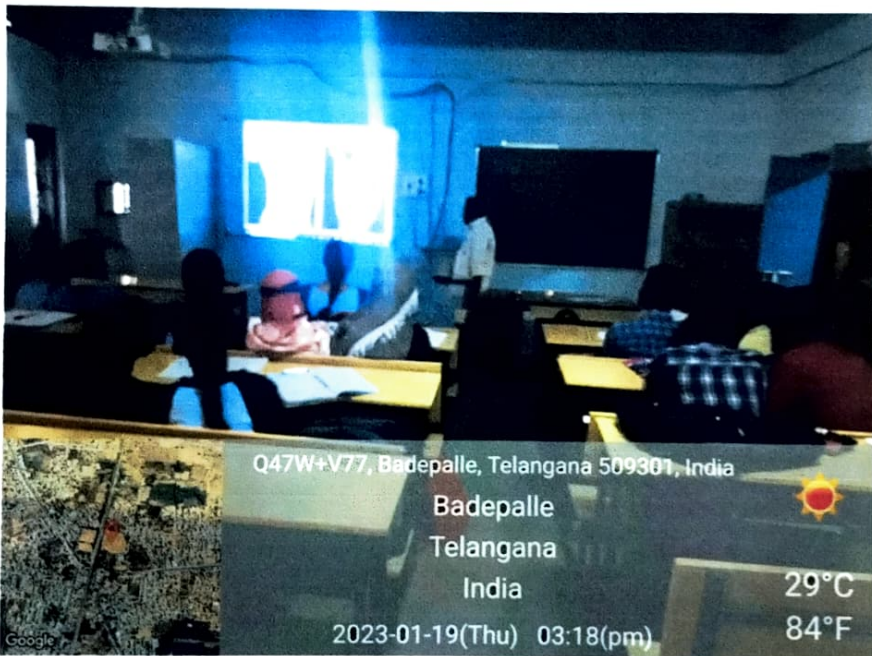 Q47W+V77, Badepalle, Telangana 509301, India
Badepalle
Telangana
India
29°C
2023-01-19(Thu) 03:18(pm)
84°F
Google